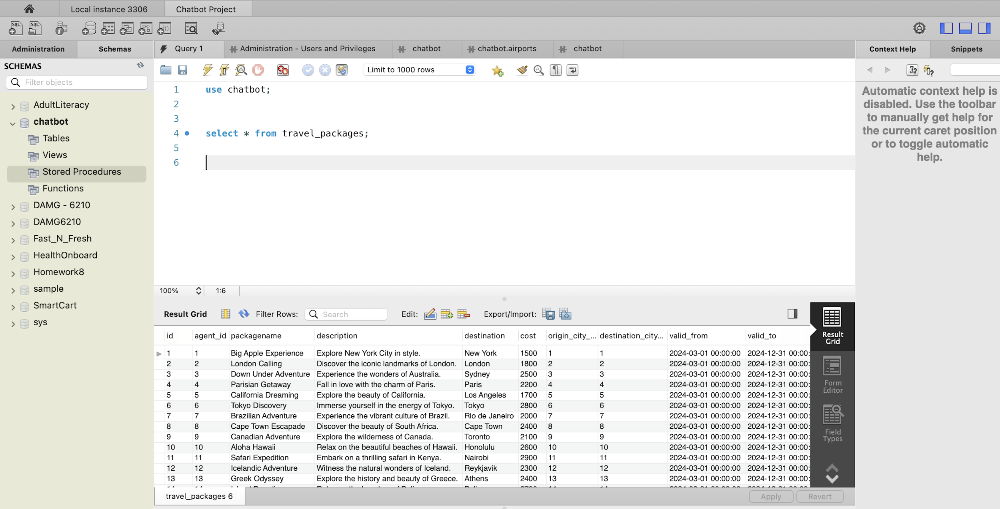 Local instance 3306
Chatbot Project
Administration
Schemas
Query 1
Administration - Users and Privileges
chatbot
chatbot.airports
chatbot
Context Help
Snippets
SCHEMAS
Filter objects
AdultLiteracy
chatbot
Tables
Views
Stored Procedures
Functions
DAMG - 6210
DAMG6210
Fast_N_Fresh
HealthOnboard
Homework8
sample
SmartCart
sys
Limit to 1000 rows
1 use chatbot;
2
3
4 select * from travel_packages;
5
6
Automatic context help is
disabled. Use the toolbar
to manually get help for
the current caret position
or to toggle automatic
help.
100% 1:6
Result Grid Filter Rows: Search Edit: Export/Import:
id agent_id packagename description destination cost origin_city_... destination_city... valid_from valid_to
1 1 Big Apple Experience Explore New York City in style. New York 1500 1 1 2024-03-01 00:00:00 2024-12-31 00:00:
2 2 London Calling Discover the iconic landmarks of London. London 1800 2 2 2024-03-01 00:00:00 2024-12-31 00:00:
3 3 Down Under Adventure Experience the wonders of Australia. Sydney 2500 3 3 2024-03-01 00:00:00 2024-12-31 00:00:
4 4 Parisian Getaway Fall in love with the charm of Paris. Paris 2200 4 4 2024-03-01 00:00:00 2024-12-31 00:00:
5 5 California Dreaming Explore the beauty of California. Los Angeles 1700 5 5 2024-03-01 00:00:00 2024-12-31 00:00:
6 6 Tokyo Discovery Immerse yourself in the energy of Tokyo. Tokyo 2800 6 6 2024-03-01 00:00:00 2024-12-31 00:00:
7 7 Brazilian Adventure Experience the vibrant culture of Brazil. Rio de Janeiro 2000 7 7 2024-03-01 00:00:00 2024-12-31 00:00:
8 8 Cape Town Escapade Discover the beauty of South Africa. Cape Town 2400 8 8 2024-03-01 00:00:00 2024-12-31 00:00:
9 9 Canadian Adventure Explore the wilderness of Canada. Toronto 2100 9 9 2024-03-01 00:00:00 2024-12-31 00:00:
10 10 Aloha Hawaii Relax on the beautiful beaches of Hawaii. Honolulu 2600 10 10 2024-03-01 00:00:00 2024-12-31 00:00:
11 11 Safari Expedition Embark on a thrilling safari in Kenya. Nairobi 2900 11 11 2024-03-01 00:00:00 2024-12-31 00:00:
12 12 Icelandic Adventure Witness the natural wonders of Iceland. Reykjavik 2300 12 12 2024-03-01 00:00:00 2024-12-31 00:00:
13 13 Greek Odyssey Explore the history and beauty of Greece. Athens 2400 13 13 2024-03-01 00:00:00 2024-12-31 00:00:
Result
Grid
Form
Editor
Field
Types
travel_packages 6
Apply
Revert